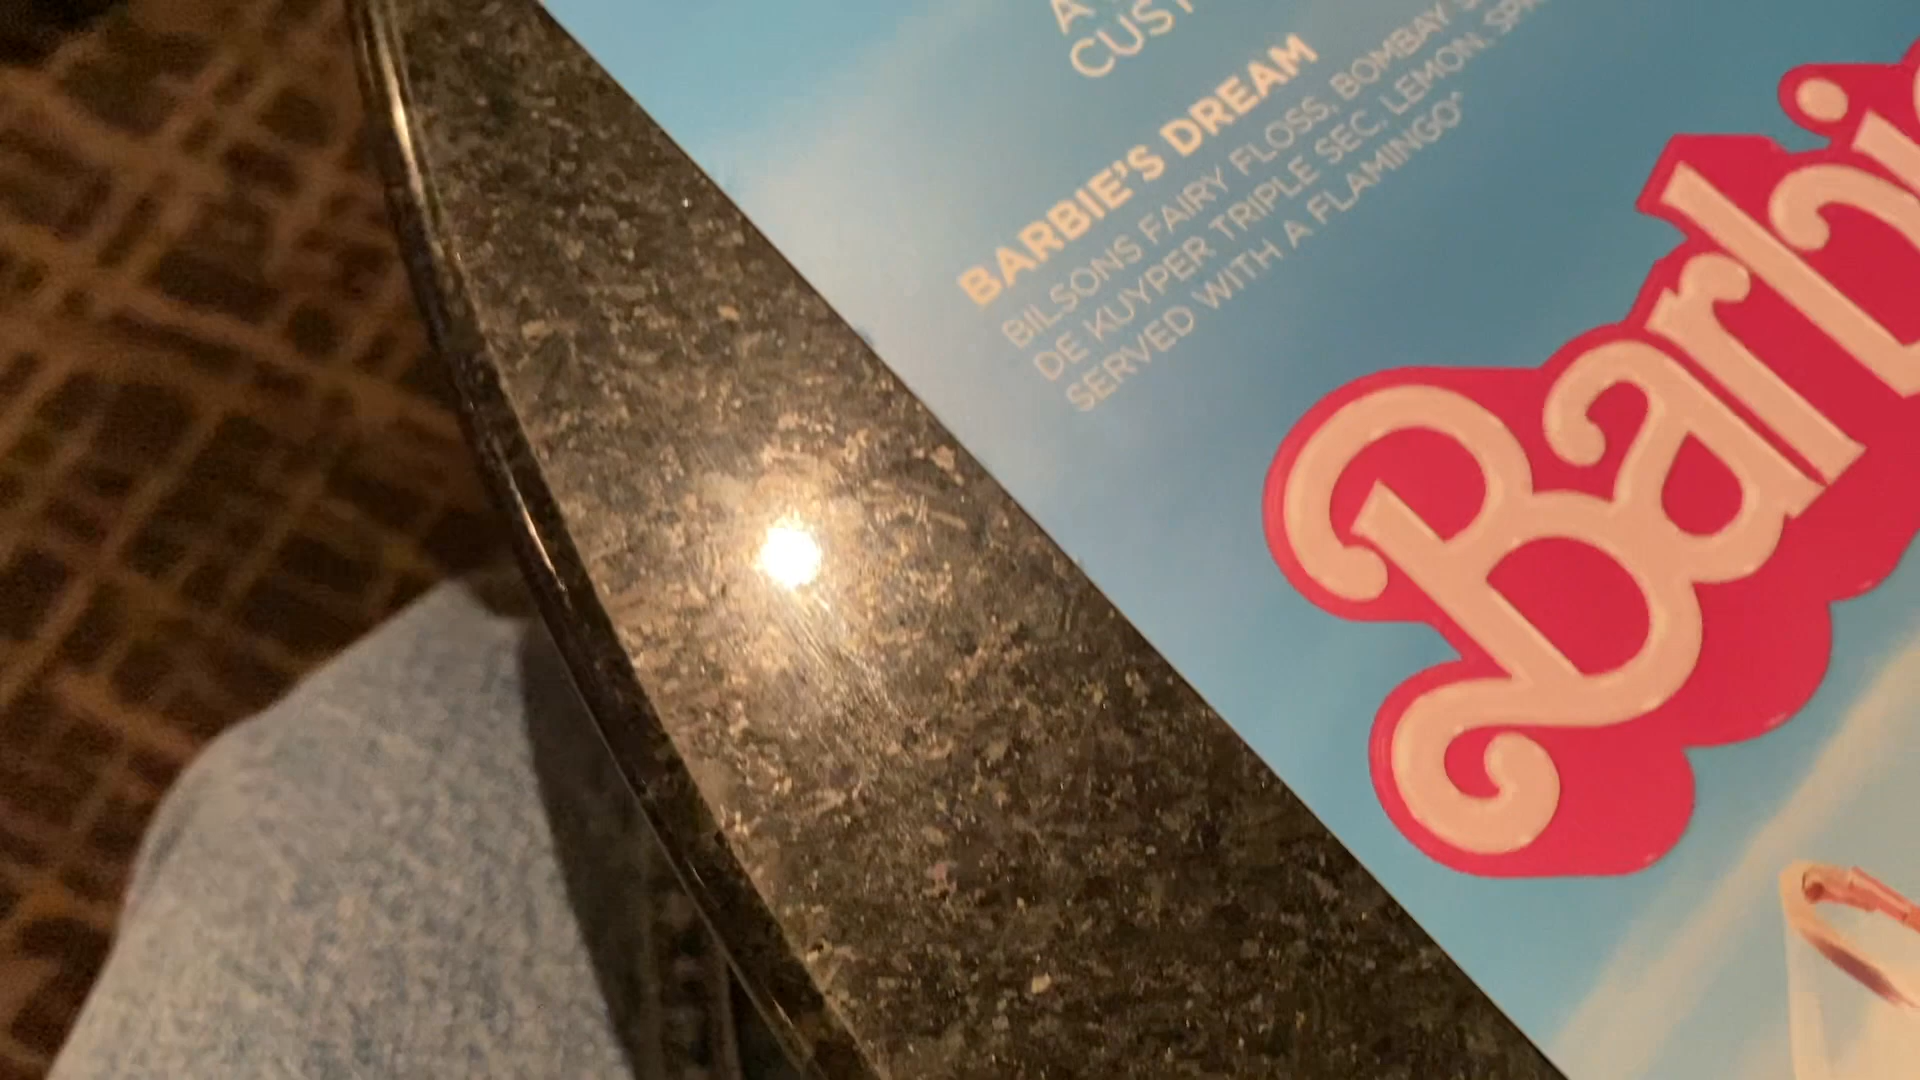 CUST
BARBIE'S DREAM
BILSONS FAIRY FLOSS, BOMBAY
DE KUYPER TRIPLE SEC, LEMON,
SERVED WITH A FLAMINGO*
Barbie